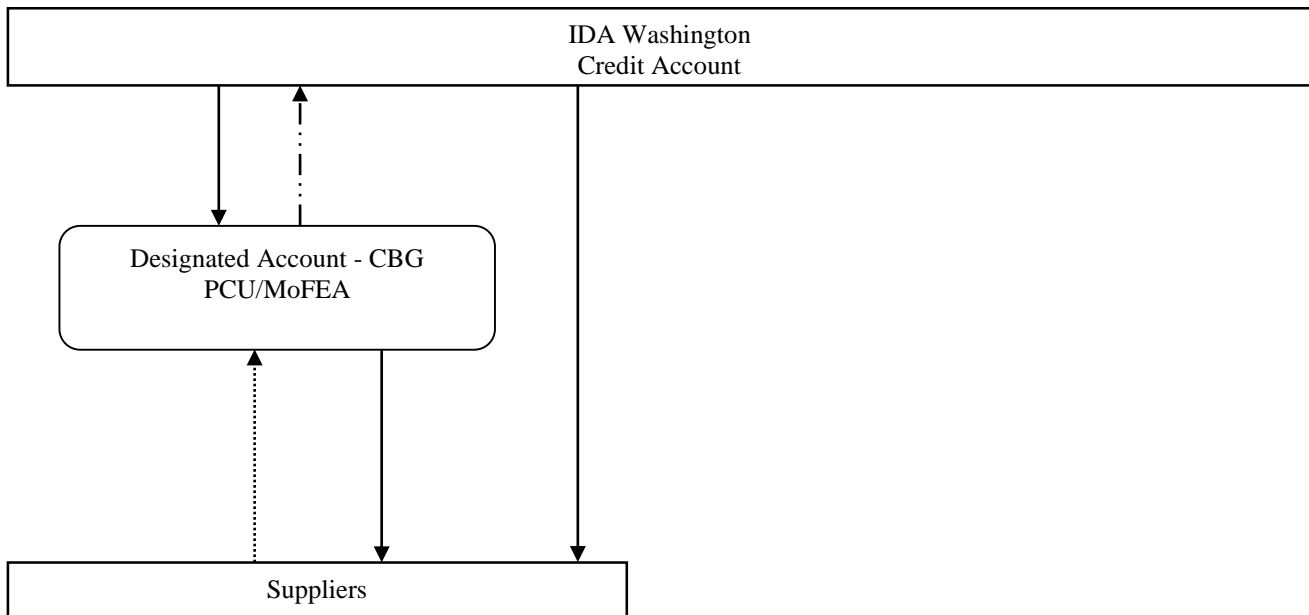 IDA Washington
Credit Account
Designated Account - CBG
PCU/MoFEA
Suppliers